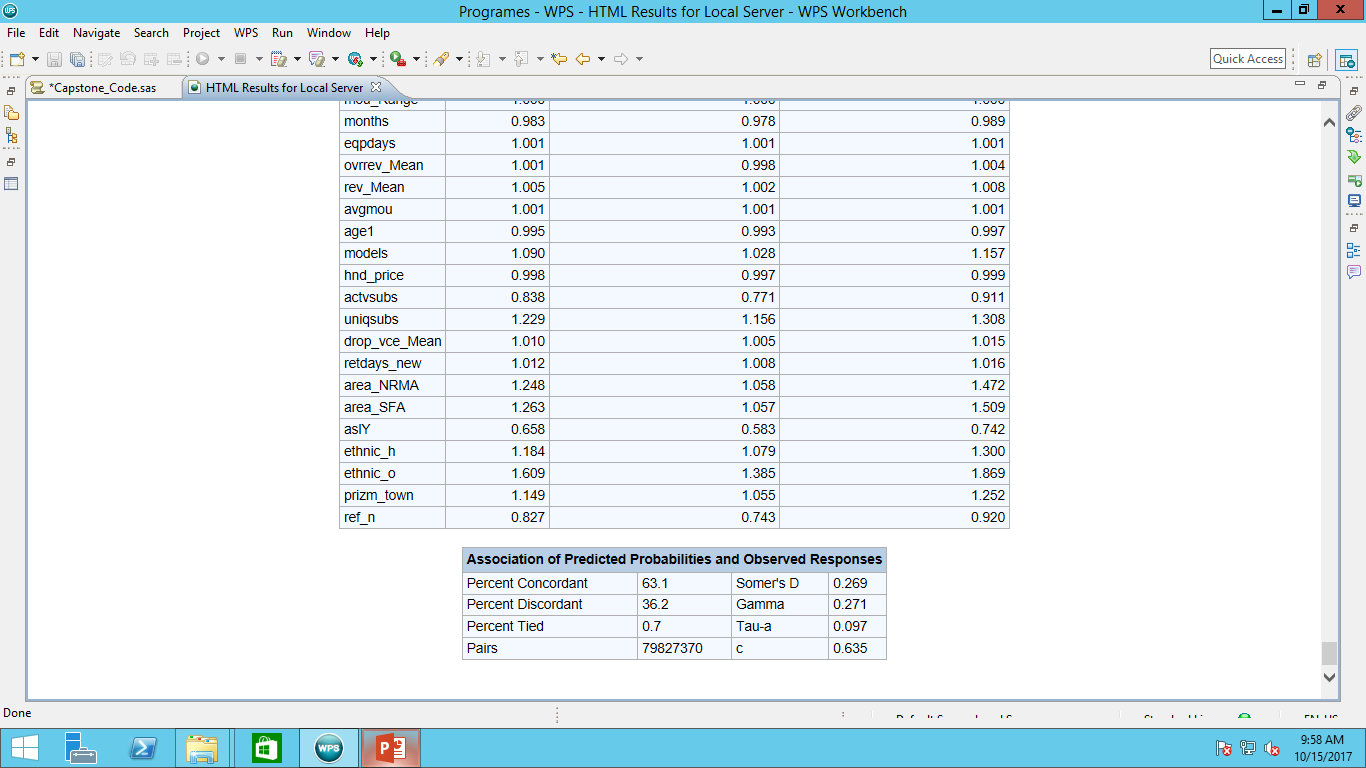 Programes - WPS - HTML Results for Local Server - WPS Workbench
File Edit Navigate Search Project WPS Run Window Help
Quick Access
*Capstone_Code.sas HTML Results for Local Server
months 0.983 0.978 0.989
eqpdays 1.001 1.001 1.001
ovrrev_Mean 1.001 0.998 1.004
rev_Mean 1.005 1.002 1.008
avgmou 1.001 1.001 1.001
age1 0.995 0.993 0.997
models 1.090 1.028 1.157
hnd_price 0.998 0.997 0.999
actvsubs 0.838 0.771 0.911
uniqsubs 1.229 1.156 1.308
drop_vce_Mean 1.010 1.005 1.015
retdays_new 1.012 1.008 1.016
area_NRMA 1.248 1.058 1.472
area_SFA 1.263 1.057 1.509
aslY 0.658 0.583 0.742
ethnic_h 1.184 1.079 1.300
ethnic_o 1.609 1.385 1.869
prizm_town 1.149 1.055 1.252
ref_n 0.827 0.743 0.920
Association of Predicted Probabilities and Observed Responses
Percent Concordant 63.1 Somer's D 0.269
Percent Discordant 36.2 Gamma 0.271
Percent Tied 0.7 Tau-a 0.097
Pairs 79827370 c 0.635
Done
WPS
9:58 AM
10/15/2017